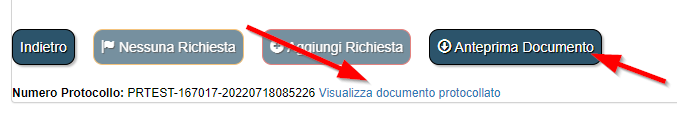 Indietro Nessuna Richiesta Aggiungi Richiesta Anteprima Documento
Numero Protocollo: PRTEST-167017-20220718085226 Visualizza documento protocollato